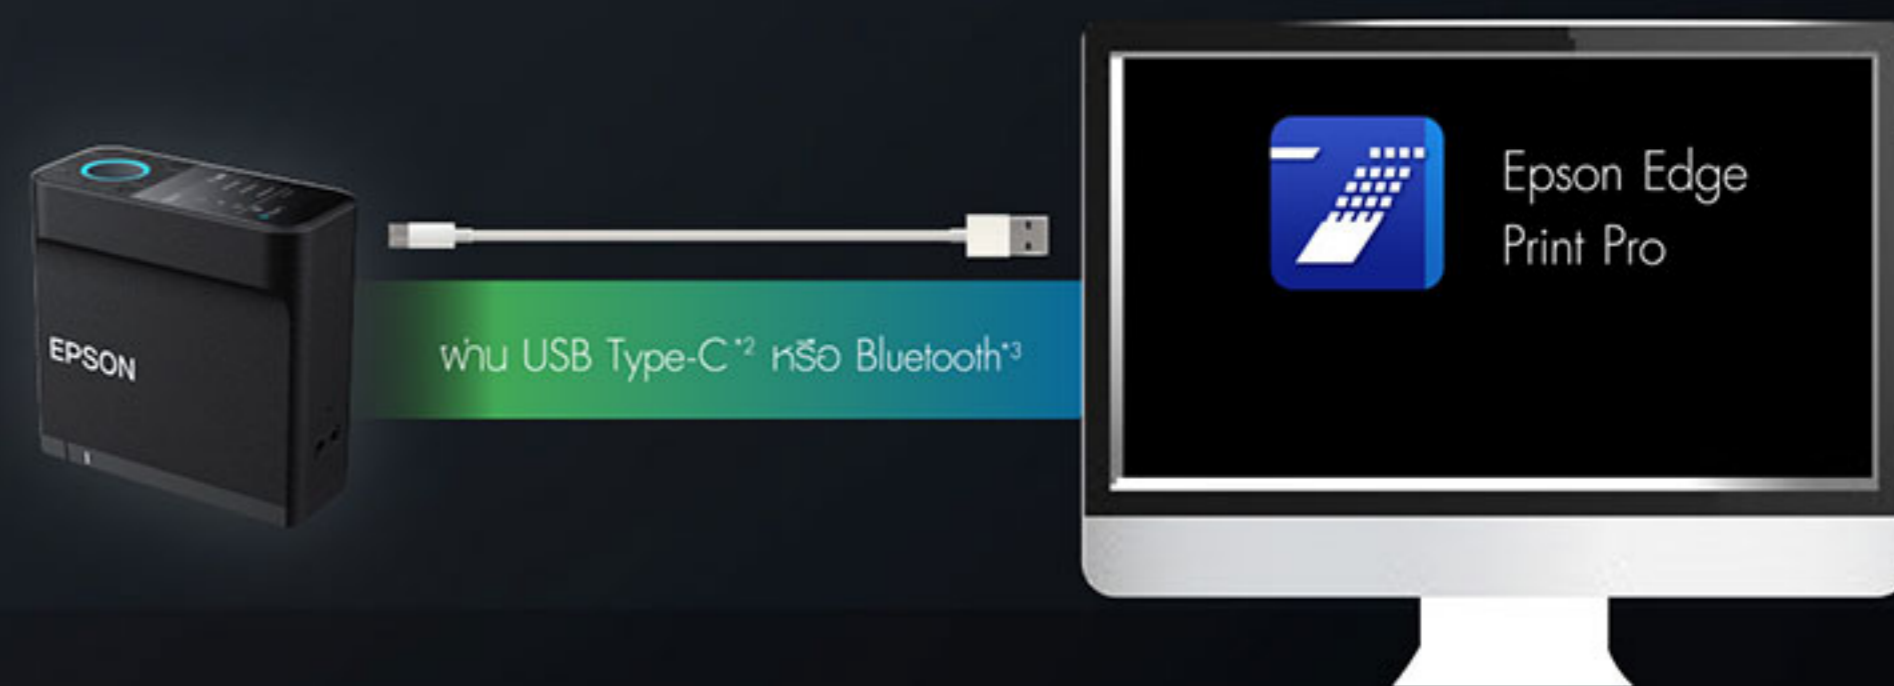 EPSON
ผ่าน USB Type-C*2 หรือ Bluetooth*3
Epson Edge
Print Pro